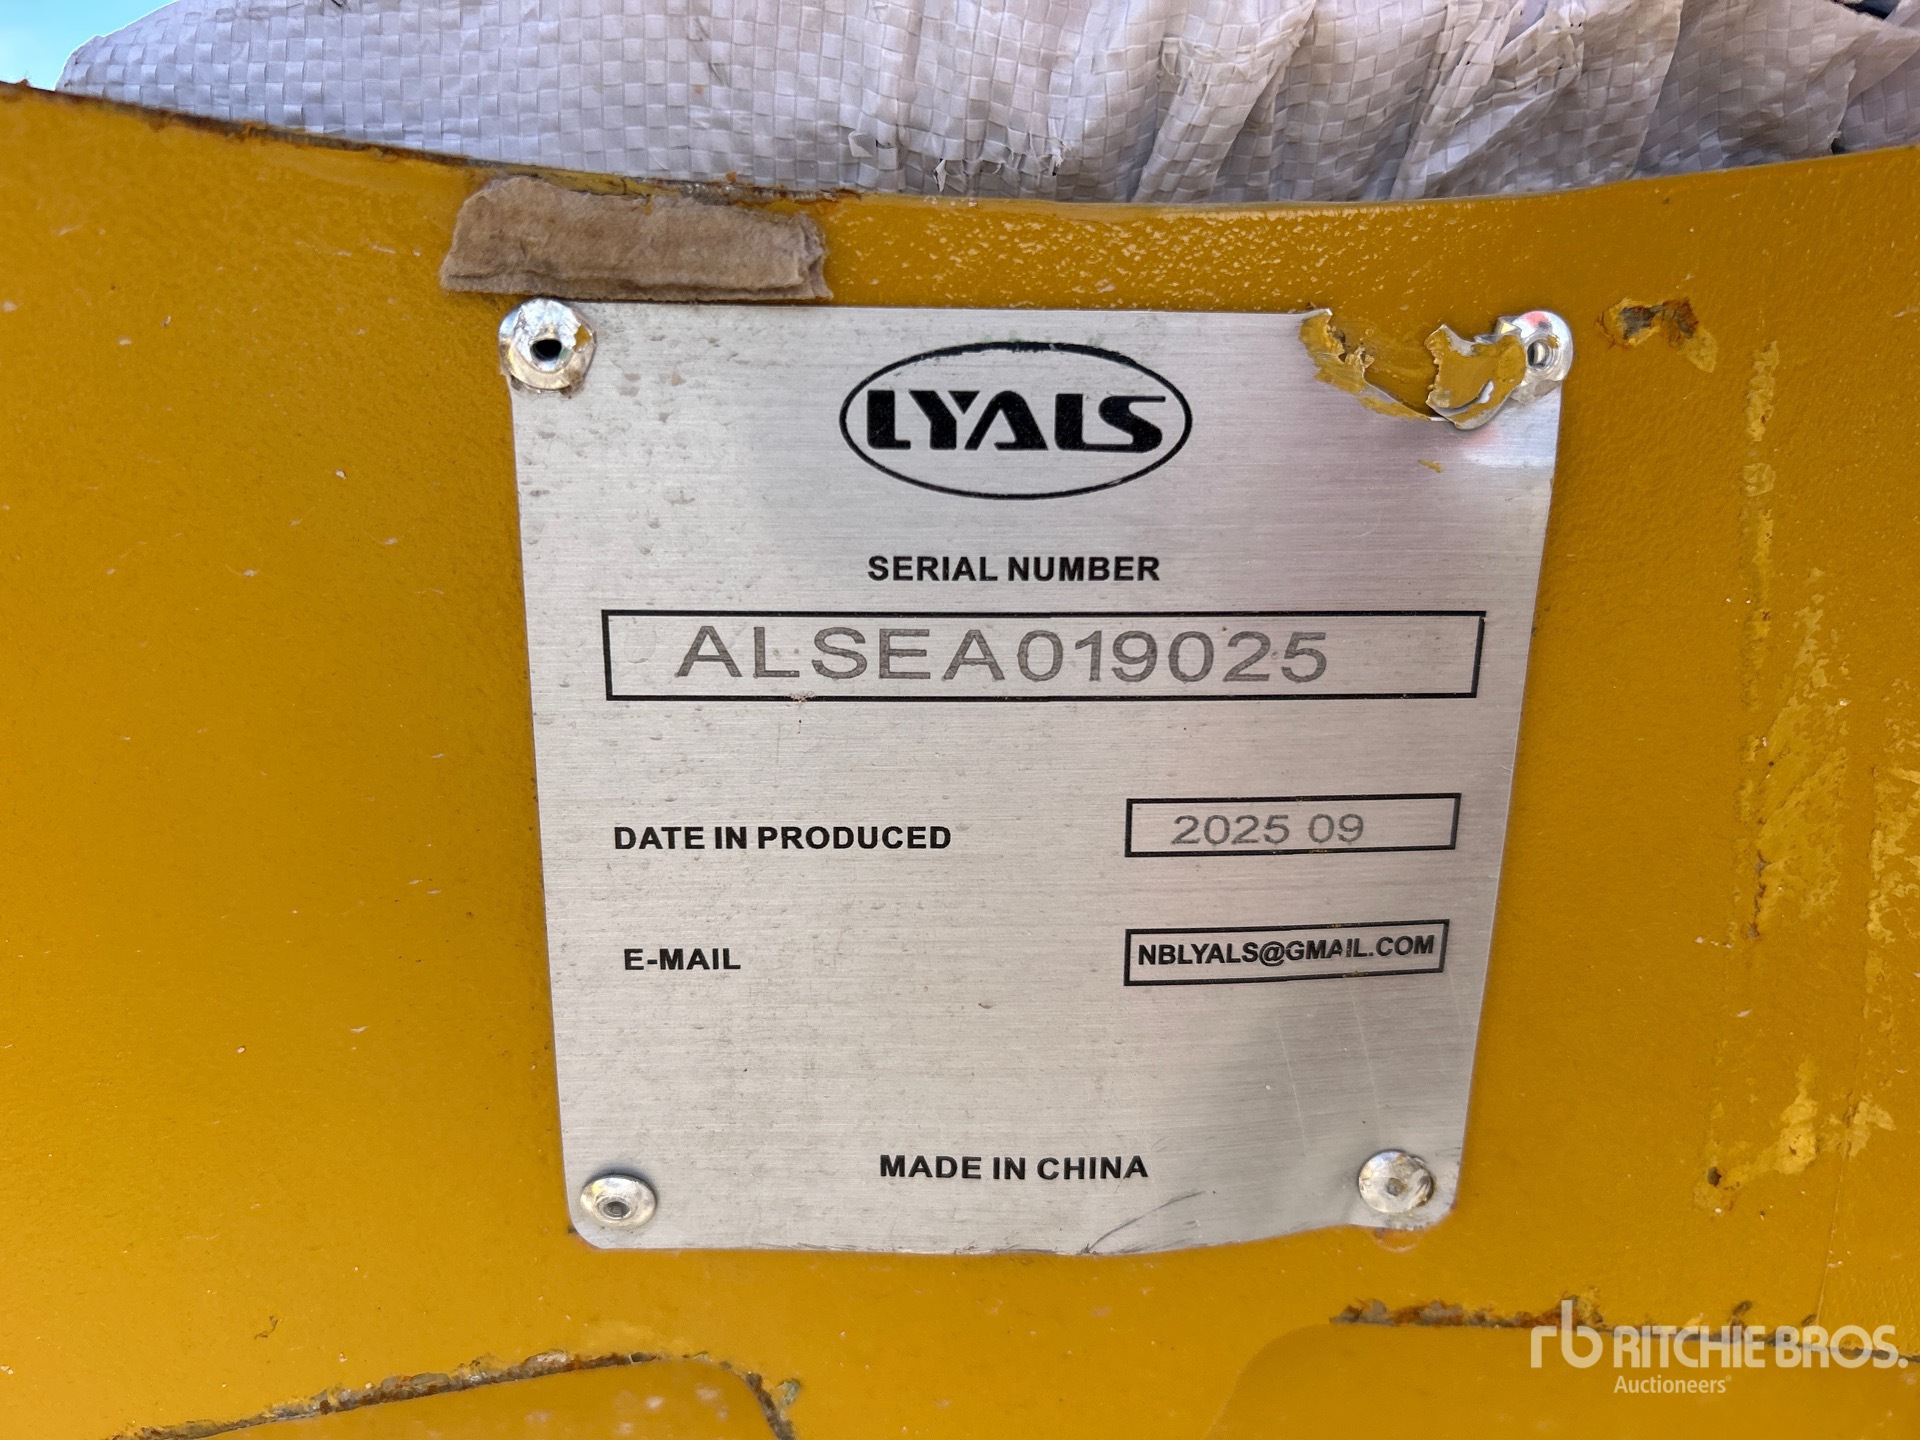 LYALS
SERIAL NUMBER
ALSEA019025
DATE IN PRODUCED 2025 09
E-MAIL NBLYALS@GMAIL.COM
MADE IN CHINA
rb RITCHIE BROS.
Auctioneers